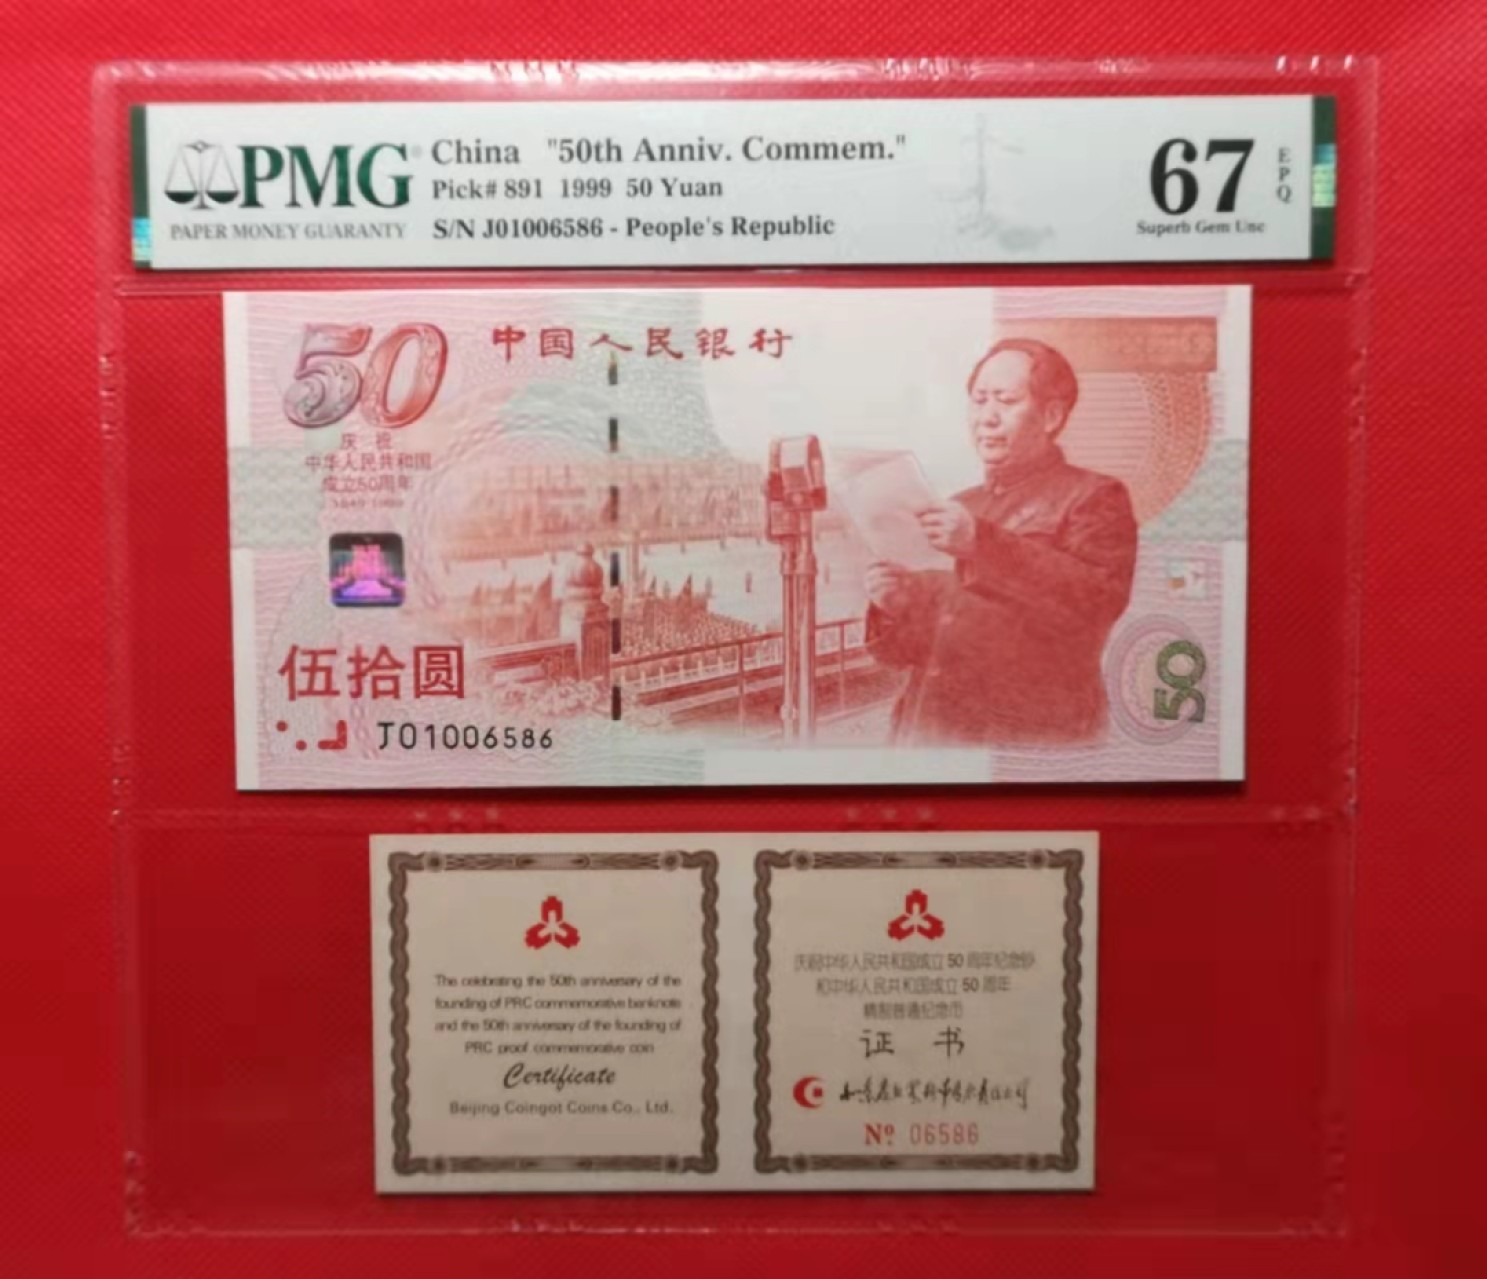 PMG
PAPER MONEY GUARANTY
China "50th Anniv. Commem."
Pick# 891 1999 50 Yuan
S/N J01006586 - People's Republic
67
EPQ
Superb Gem Unc
50
中国人民银行
庆祝
中华人民共和国
成立50周年
1949-1999
伍拾圆
J01006586
50
The celebrating the 50th anniversary of the
founding of PRC commemorative banknote
and the 50th anniversary of the founding of
PRC proof commemorative coin
Certificate
Beijing Coingot Coins Co., Ltd.
庆祝中华人民共和国成立50周年纪念钞
和中华人民共和国成立50周年
精制普通纪念币
证书
Nº 06586